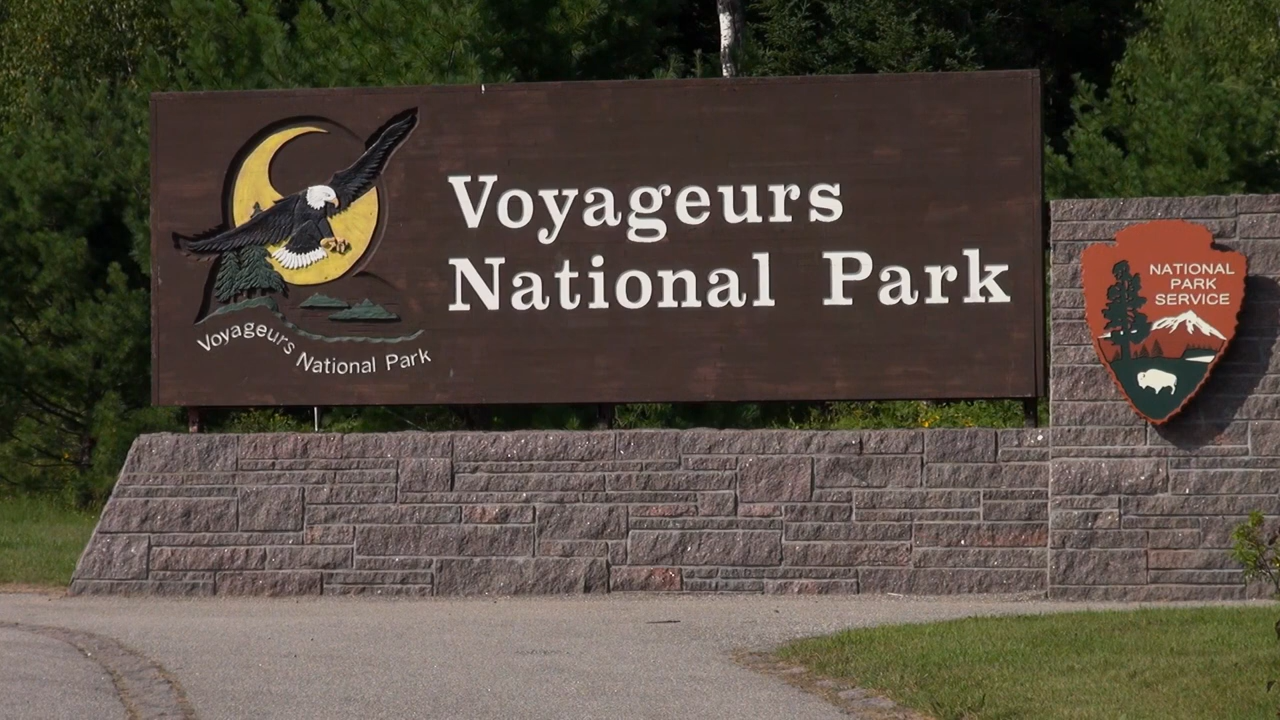 Voyageurs
National Park
Voyageurs National Park
NATIONAL
PARK
SERVICE